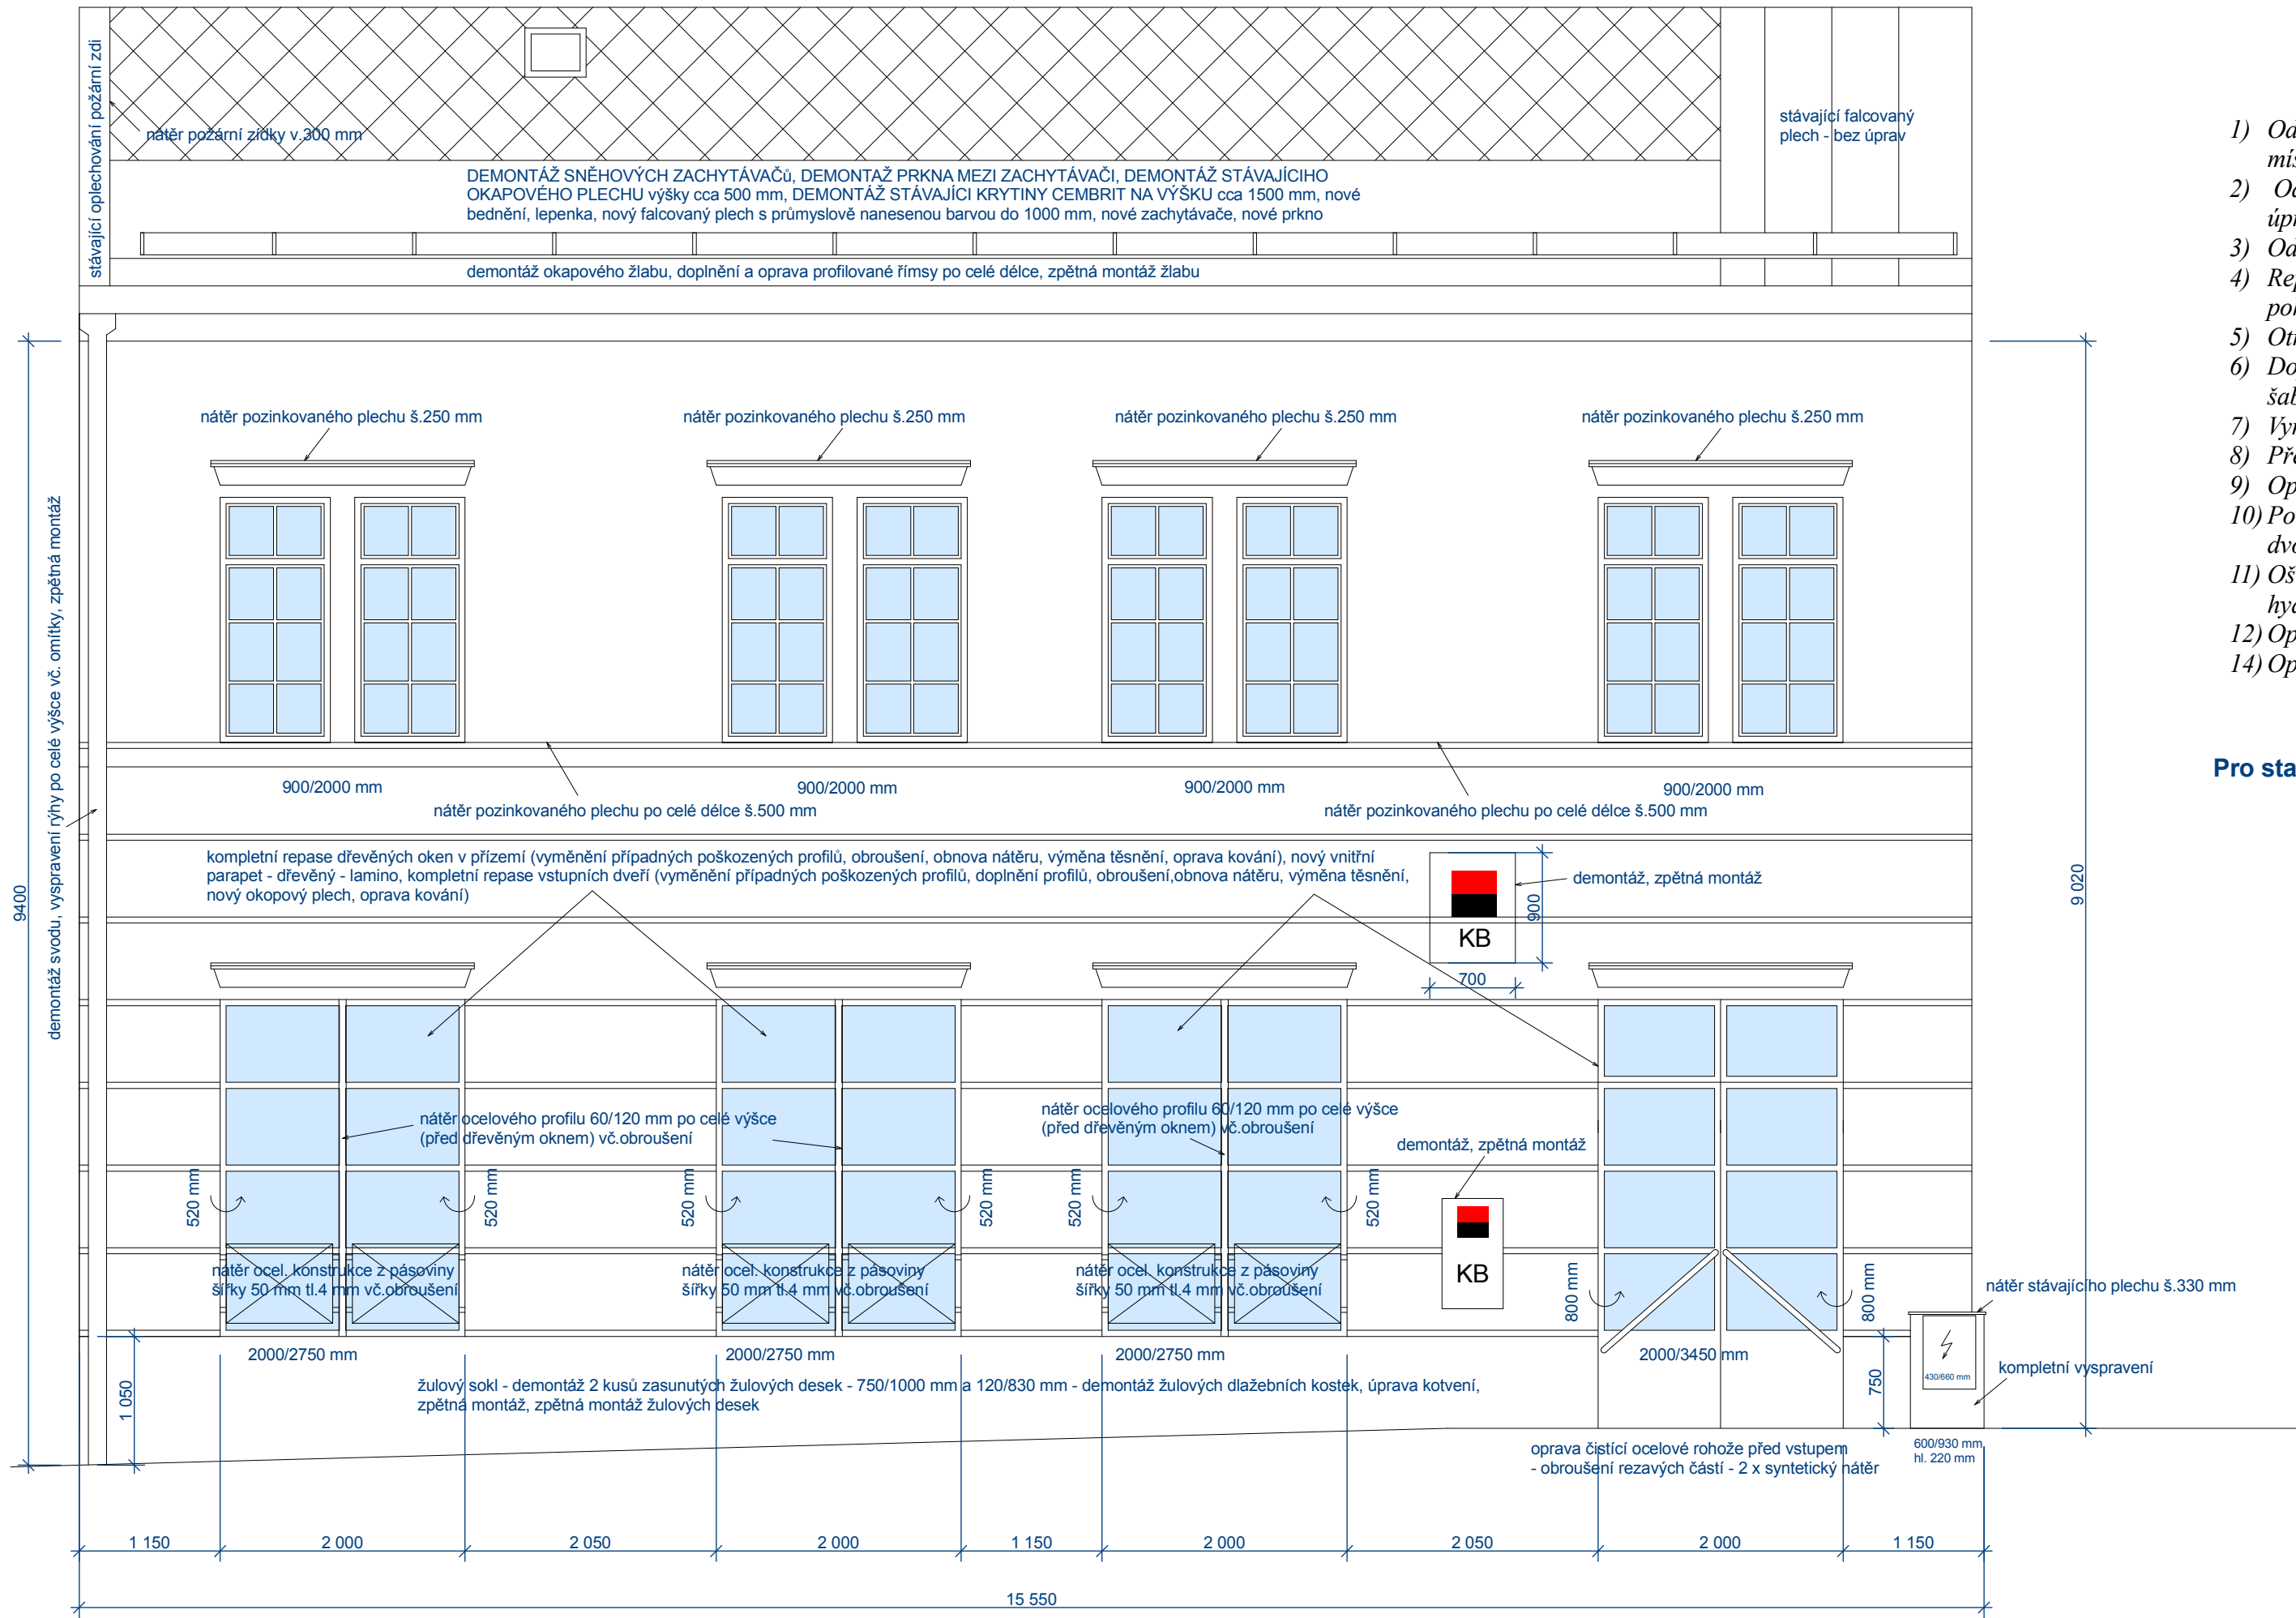 stávající oplechování požární zdi
nátěr požární zídky v.300 mm
stávající falcovaný
plech - bez úprav
DEMONTÁŽ SNĚHOVÝCH ZACHYTÁVAČů, DEMONTAŽ PRKNA MEZI ZACHYTÁVAČI, DEMONTÁŽ STÁVAJÍCIHO
OKAPOVÉHO PLECHU výšky cca 500 mm, DEMONTÁŽ STÁVAJÍCI KRYTINY CEMBRIT NA VÝŠKU cca 1500 mm, nové
bednění, lepenka, nový falcovaný plech s průmyslově nanesenou barvou do 1000 mm, nové zachytávače, nové prkno
demontáž okapového žlabu, doplnění a oprava profilované římsy po celé délce, zpětná montáž žlabu
nátěr pozinkovaného plechu š.250 mm
nátěr pozinkovaného plechu š.250 mm
nátěr pozinkovaného plechu š.250 mm
nátěr pozinkovaného plechu š.250 mm
demontáž svodu, vyspravení rýhy po celé výšce vč. omítky, zpětná montáž
9400
900/2000 mm
900/2000 mm
900/2000 mm
900/2000 mm
nátěr pozinkovaného plechu po celé délce š.500 mm
nátěr pozinkovaného plechu po celé délce š.500 mm
kompletní repase dřevěných oken v přízemí (vyměnění případných poškozených profilů, obroušení, obnova nátěru, výměna těsnění, oprava kování), nový vnitřní
parapet - dřevěný - lamino, kompletní repase vstupních dveří (vyměnění případných poškozených profilů, doplnění profilů, obroušení,obnova nátěru, výměna těsnění,
nový okopový plech, oprava kování)
KB
900
700
demontáž, zpětná montáž
9 020
nátěr ocelového profilu 60/120 mm po celé výšce
(před dřevěným oknem) vč.obroušení
nátěr ocelového profilu 60/120 mm po celé výšce
(před dřevěným oknem) vč.obroušení
demontáž, zpětná montáž
520 mm
520 mm
520 mm
520 mm
520 mm
520 mm
KB
800 mm
800 mm
nátěr ocel. konstrukce z pásoviny
šířky 50 mm tl.4 mm vč.obroušení
nátěr ocel. konstrukce z pásoviny
šířky 50 mm tl.4 mm vč.obroušení
nátěr ocel. konstrukce z pásoviny
šířky 50 mm tl.4 mm vč.obroušení
nátěr stávajícího plechu š.330 mm
2000/2750 mm
2000/2750 mm
2000/2750 mm
2000/3450 mm
430/660 mm
kompletní vyspravení
1 050
750
žulový sokl - demontáž 2 kusů zasunutých žulových desek - 750/1000 mm a 120/830 mm - demontáž žulových dlažebních kostek, úprava kotvení,
zpětná montáž, zpětná montáž žulových desek
oprava čistící ocelové rohože před vstupem
- obroušení rezavých částí - 2 x syntetický nátěr
600/930 mm
hl. 220 mm
1 150
2 000
2 050
2 000
1 150
2 000
2 050
2 000
1 150
15 550
1)
2)
3)
4)
5)
6)
7)
8)
9)
10)
11)
12)
14)
Pro